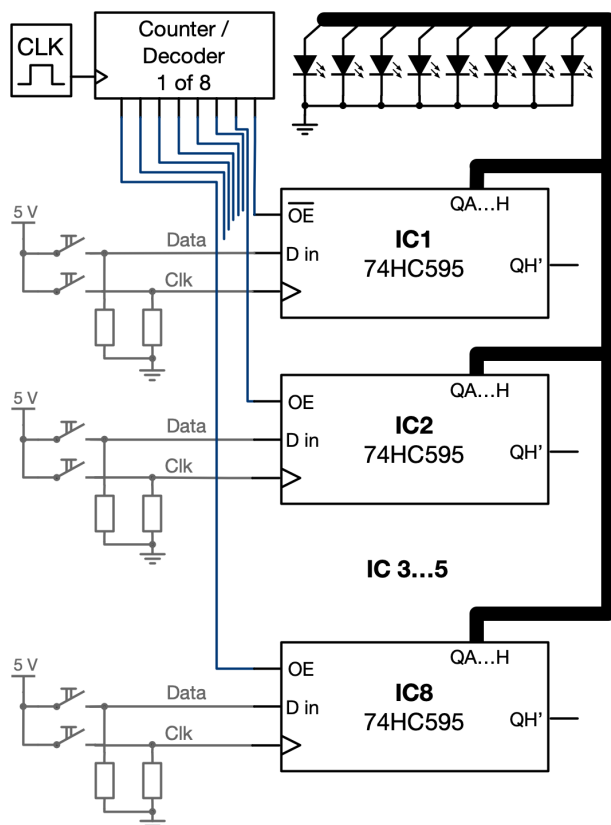 CLK
Counter /
Decoder
1 of 8
QA...H
OE
IC1
5 V
Data
D in
74HC595
QH'
Clk
QA...H
OE
IC2
5 V
Data
D in
74HC595
QH'
Clk
IC 3...5
QA...H
OE
IC8
5 V
Data
D in
74HC595
QH'
Clk